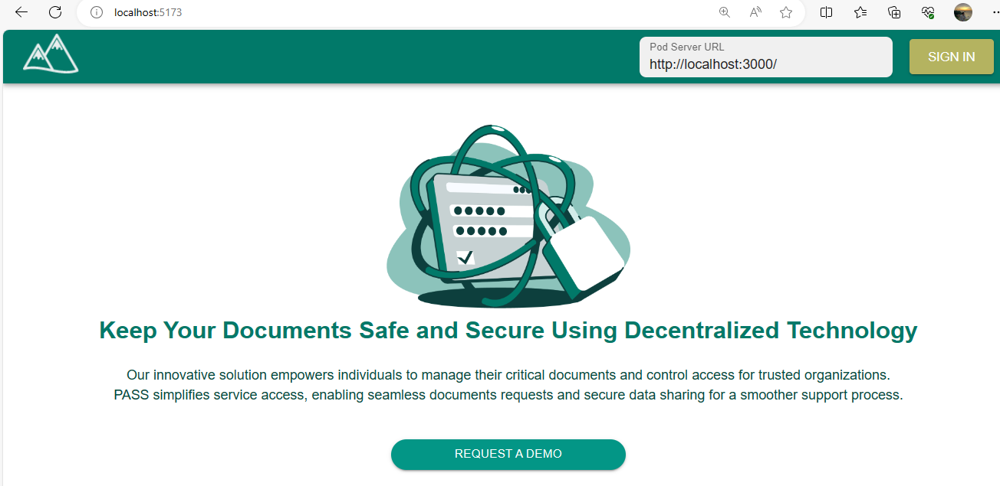 localhost:5173
Pod Server URL
http://localhost:3000/
SIGN IN
Keep Your Documents Safe and Secure Using Decentralized Technology
Our innovative solution empowers individuals to manage their critical documents and control access for trusted organizations.
PASS simplifies service access, enabling seamless documents requests and secure data sharing for a smoother support process.
REQUEST A DEMO